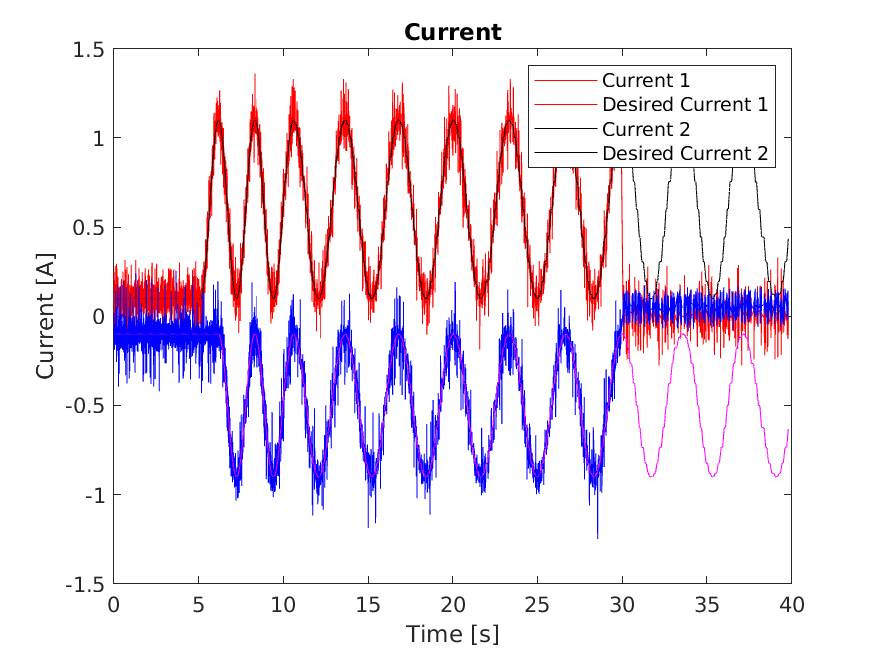 Current
1.5
1
0.5
0
-0.5
-1
-1.5
Current [A]
Current 1
Desired Current 1
Current 2
Desired Current 2
0
5
10
15
20
25
30
35
40
Time [s]